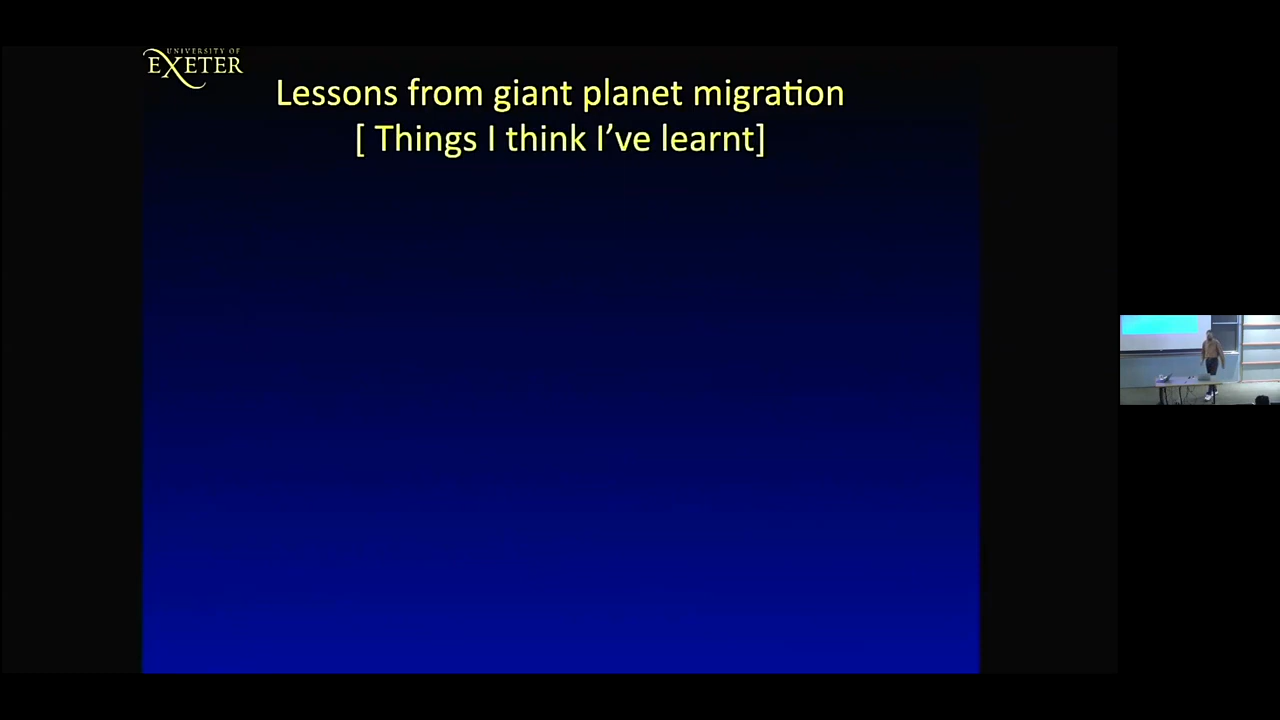 UNIVERSITY OF
EXETER
Lessons from giant planet migration
[ Things I think I’ve learnt]